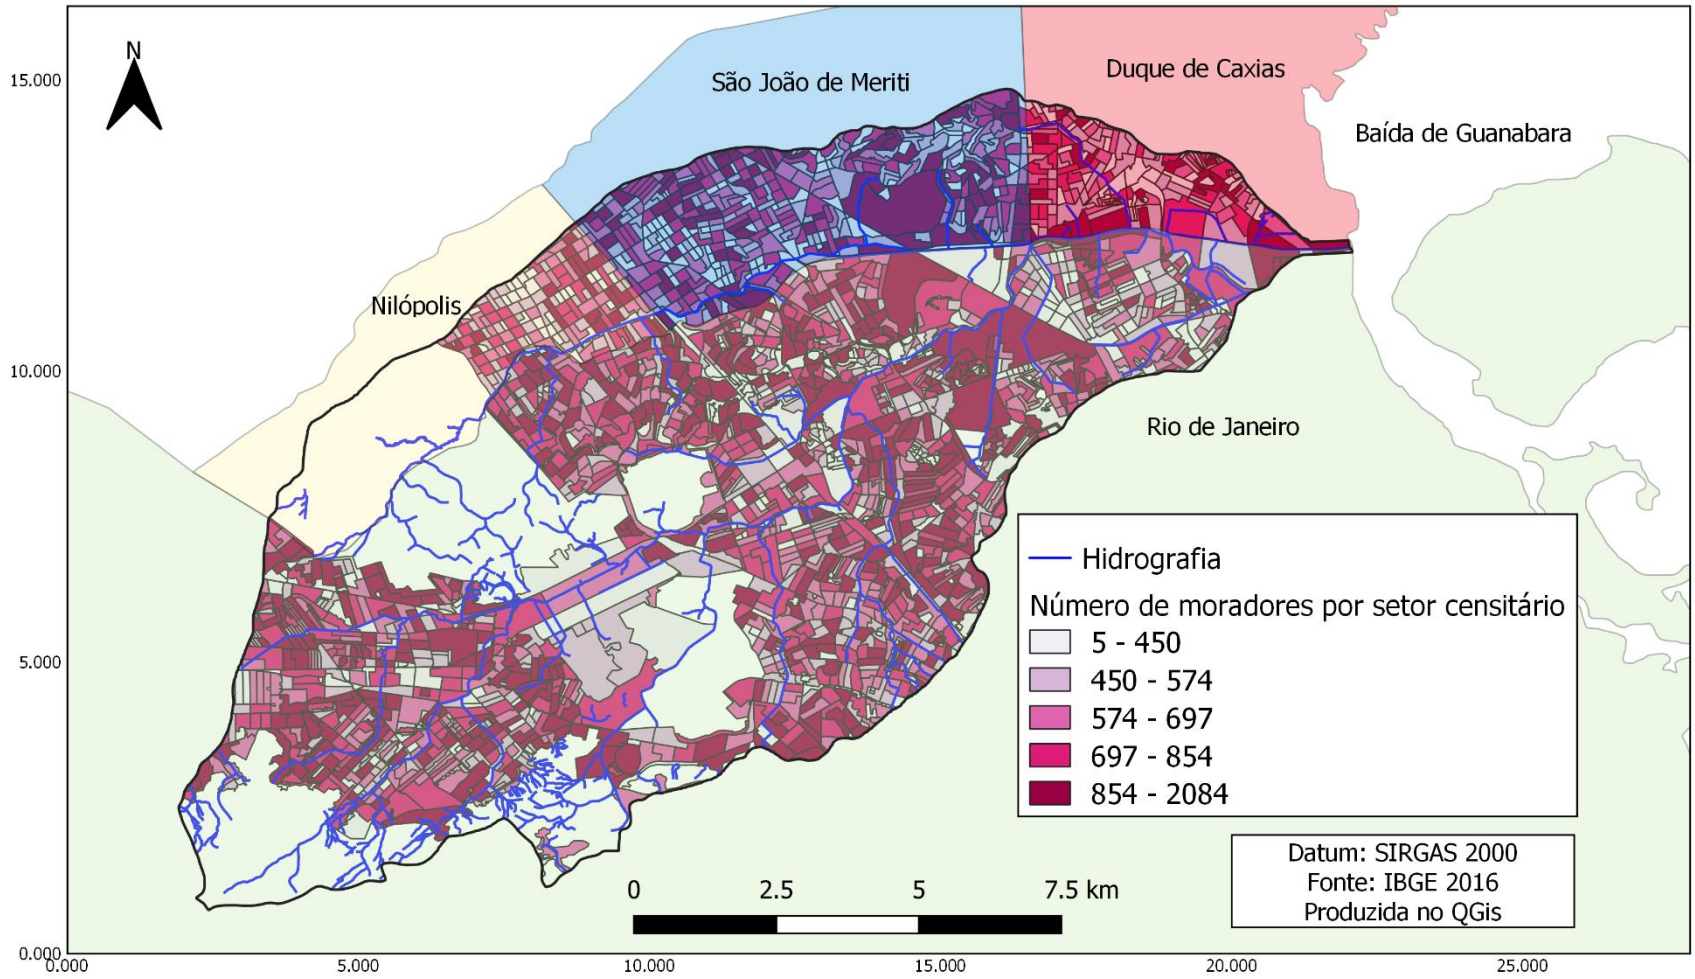 N
15.000
São João de Meriti
Duque de Caxias
Baída de Guanabara
Nilópolis
10.000
Rio de Janeiro
Hidrografia
Número de moradores por setor censitário
5 - 450
450 - 574
574 - 697
697 - 854
854 - 2084
5.000
Datum: SIRGAS 2000
Fonte: IBGE 2016
Produzida no QGis
0 2.5 5 7.5 km
0.000
0.000 5.000 10.000 15.000 20.000 25.000